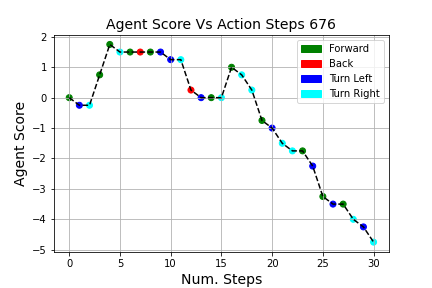 Agent Score Vs Action Steps 676
Agent Score
2
1
0
−1
−2
−3
−4
−5
Forward
Back
Turn Left
Turn Right
0 5 10 15 20 25 30
Num. Steps